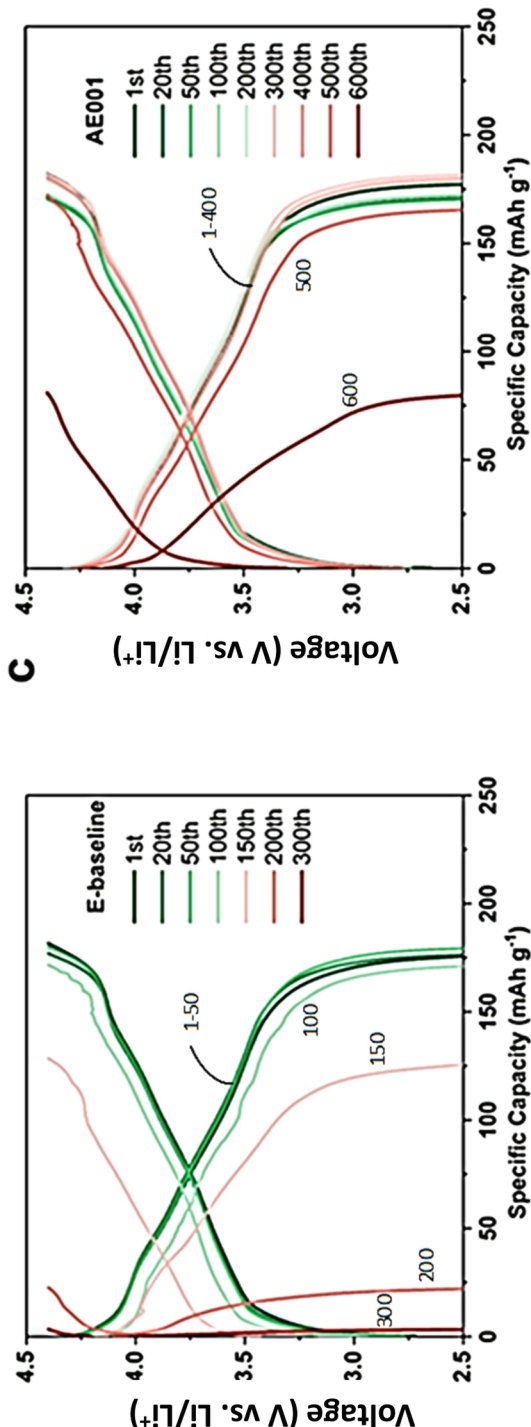 E-baseline
1st
20th
50th
100th
150th
200th
300th
1-50
100
150
200
300
4.5
4.0
3.5
3.0
2.5
Voltage (V vs. Li/Li⁺)
0
50
100
150
200
250
Specific Capacity (mAh g⁻¹)
C
AE001
1st
20th
50th
100th
200th
300th
400th
500th
600th
1-400
500
600
4.5
4.0
3.5
3.0
2.5
Voltage (V vs. Li/Li⁺)
0
50
100
150
200
250
Specific Capacity (mAh g⁻¹)